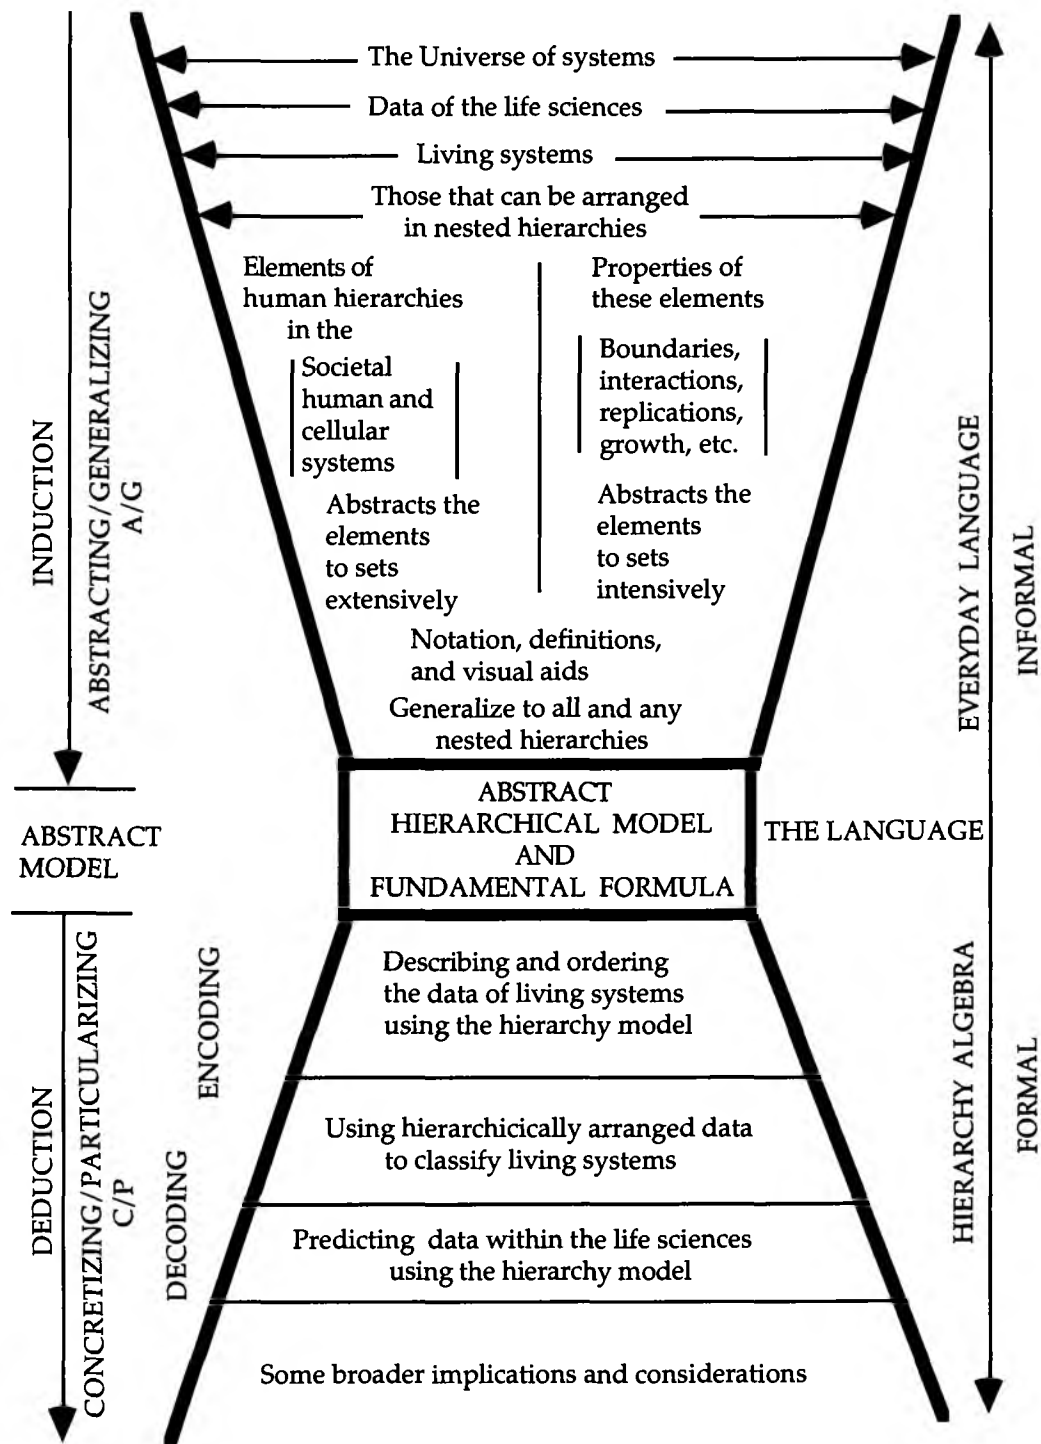 The Universe of systems
Data of the life sciences
Living systems
Those that can be arranged
in nested hierarchies
Elements of
human hierarchies
in the
Societal
human and
cellular
systems
Abstracts the
elements
to sets
extensively
Properties of
these elements
Boundaries,
interactions,
replications,
growth, etc.
Abstracts the
elements
to sets
intensively
Notation, definitions,
and visual aids
Generalize to all and any
nested hierarchies
INDUCTION
ABSTRACTING/GENERALIZING
A/G
EVERYDAY LANGUAGE
INFORMAL
ABSTRACT
MODEL
ABSTRACT
HIERARCHICAL MODEL
AND
FUNDAMENTAL FORMULA
THE LANGUAGE
DEDUCTION
CONCRETIZING/PARTICULARIZING
C/P
ENCODING
DECODING
Describing and ordering
the data of living systems
using the hierarchy model
Using hierarchicically arranged data
to classify living systems
Predicting data within the life sciences
using the hierarchy model
Some broader implications and considerations
HIERARCHY ALGEBRA
FORMAL